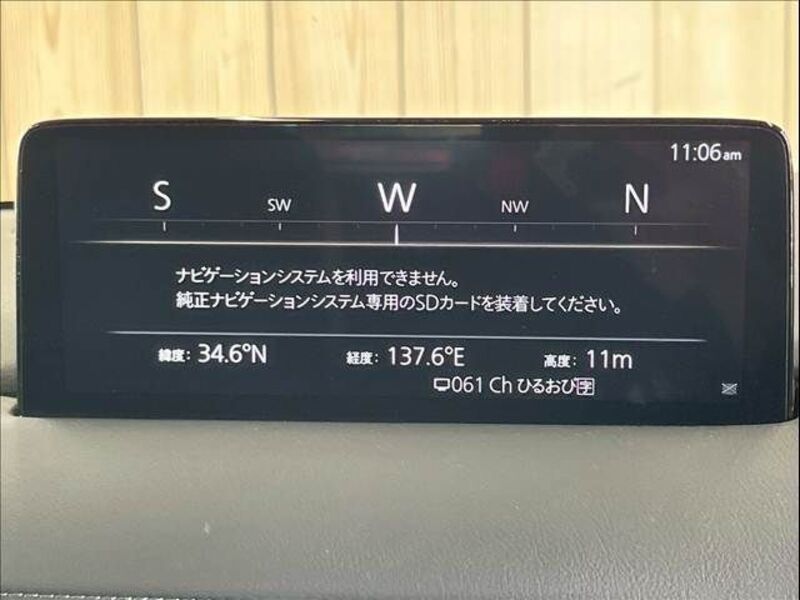 11:06am
S SW W NW N
ナビゲーションシステムを利用できません。
純正ナビゲーションシステム専用のSDカードを装着してください。
緯度: 34.6°N 経度: 137.6°E 高度: 11m
061 Ch ひるおび字